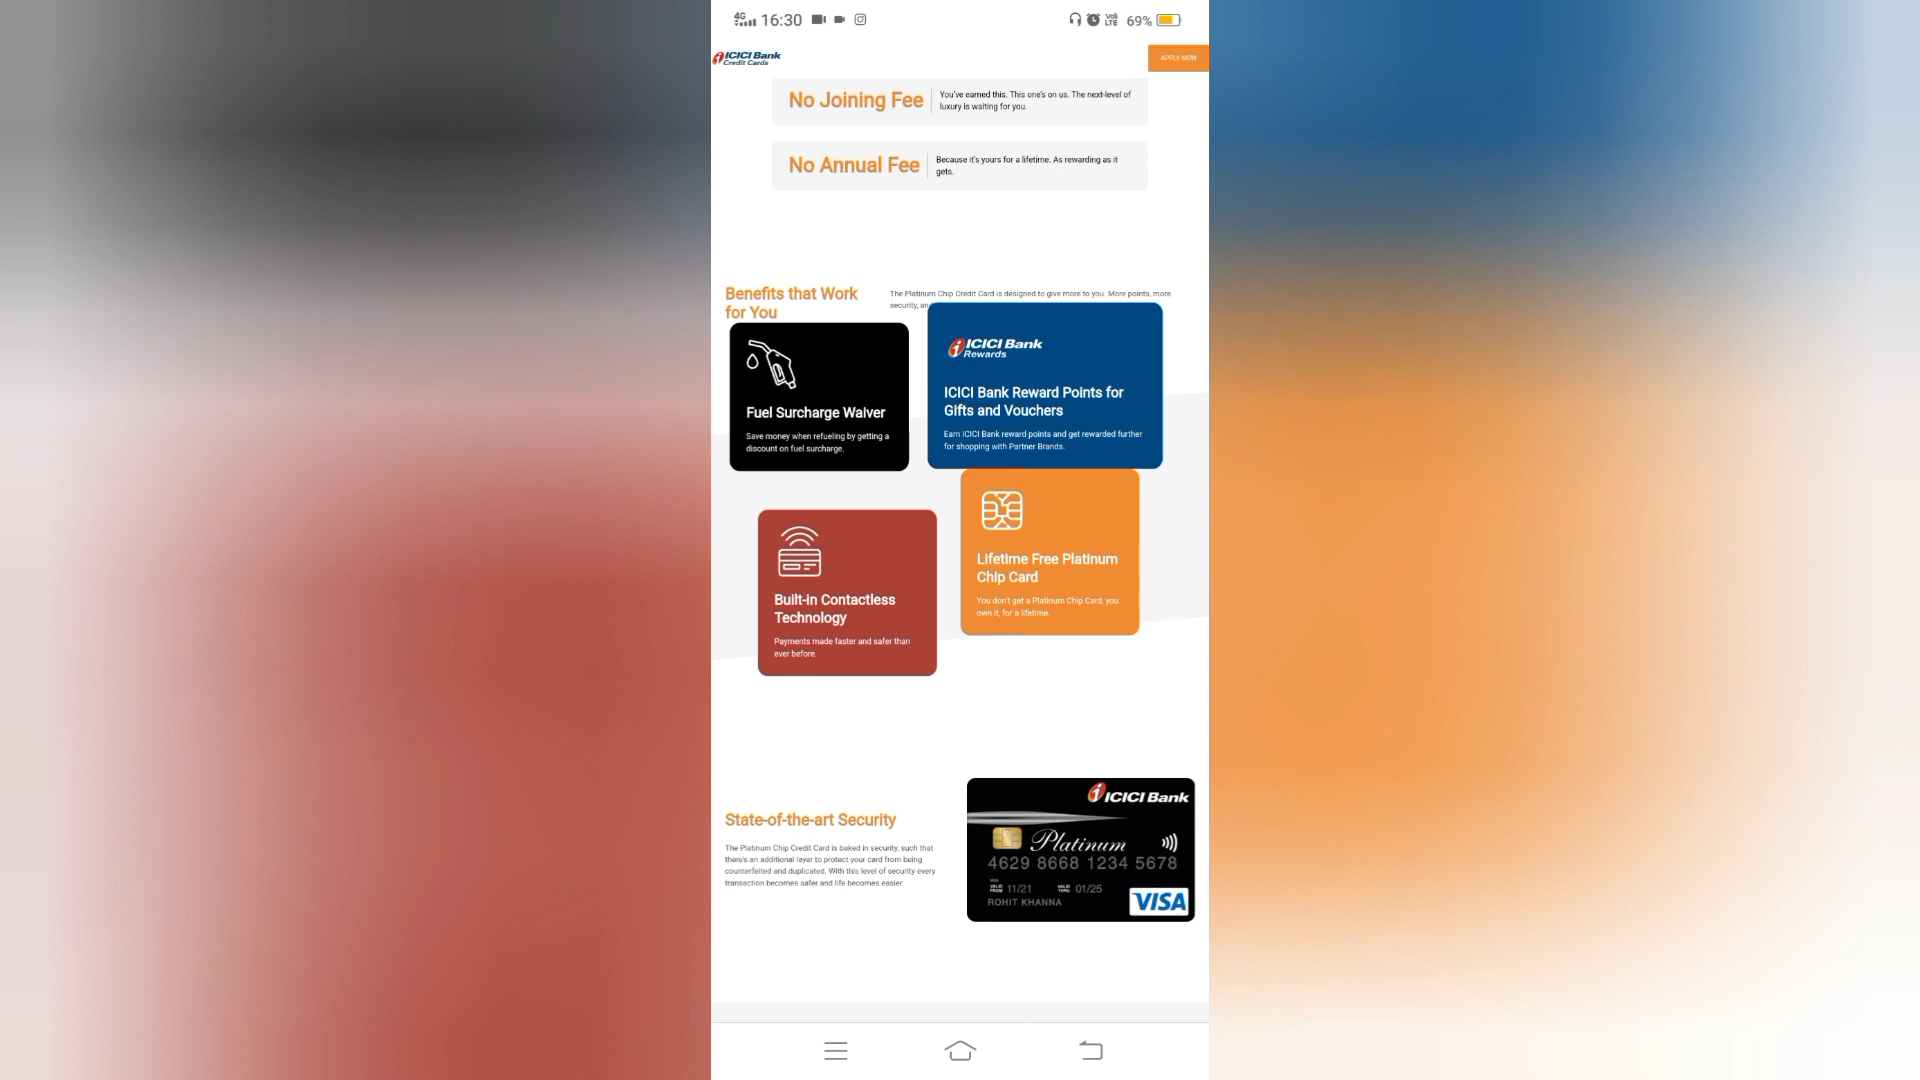 4G 16:30 VoLTE 69%
ICICI Bank
Credit Cards
APPLY NOW
No Joining Fee
You've earned this. This one's on us. The next-level of
luxury is waiting for you.
No Annual Fee
Because it's yours for a lifetime. As rewarding as it
gets.
Benefits that Work
for You
The Platinum Chip Credit Card is designed to give more to you. More points, more
security, an
Fuel Surcharge Waiver
Save money when refueling by getting a
discount on fuel surcharge.
ICICI Bank
Rewards
ICICI Bank Reward Points for
Gifts and Vouchers
Earn ICICI Bank reward points and get rewarded further
for shopping with Partner Brands.
Built-in Contactless
Technology
Payments made faster and safer than
ever before.
Lifetime Free Platinum
Chip Card
You don't get a Platinum Chip Card, you
own it, for a lifetime.
State-of-the-art Security
The Platinum Chip Credit Card is baked in security, such that
there's an additional layer to protect your card from being
counterfeited and duplicated. With this level of security every
transaction becomes safer and life becomes easier.
ICICI Bank
Platinum
4629 8668 1234 5678
VALID FROM 11/21 VALID THRU 01/25
ROHIT KHANNA
VISA